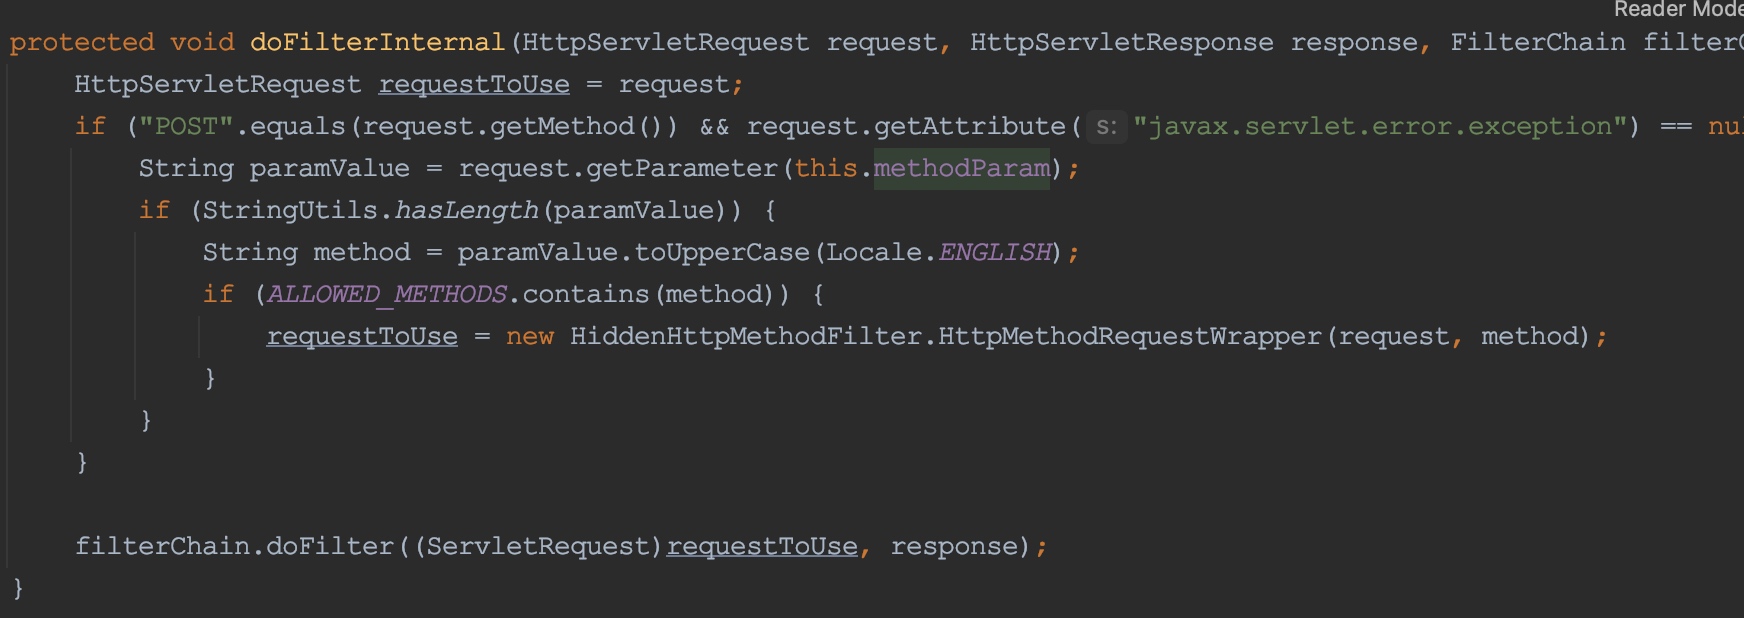 Reader Mode
protected void doFilterInternal(HttpServletRequest request, HttpServletResponse response, FilterChain
HttpServletRequest requestToUse = request;
if ("POST".equals(request.getMethod()) && request.getAttribute( s: "javax.servlet.error.exception") ==
String paramValue = request.getParameter(this.methodParam);
if (StringUtils.hasLength(paramValue)) {
String method = paramValue.toUpperCase(Locale.ENGLISH);
if (ALLOWED_METHODS.contains(method)) {
requestToUse = new HiddenHttpMethodFilter.HttpMethodRequestWrapper(request, method);
}
}
}
filterChain.doFilter((ServletRequest)requestToUse, response);
}